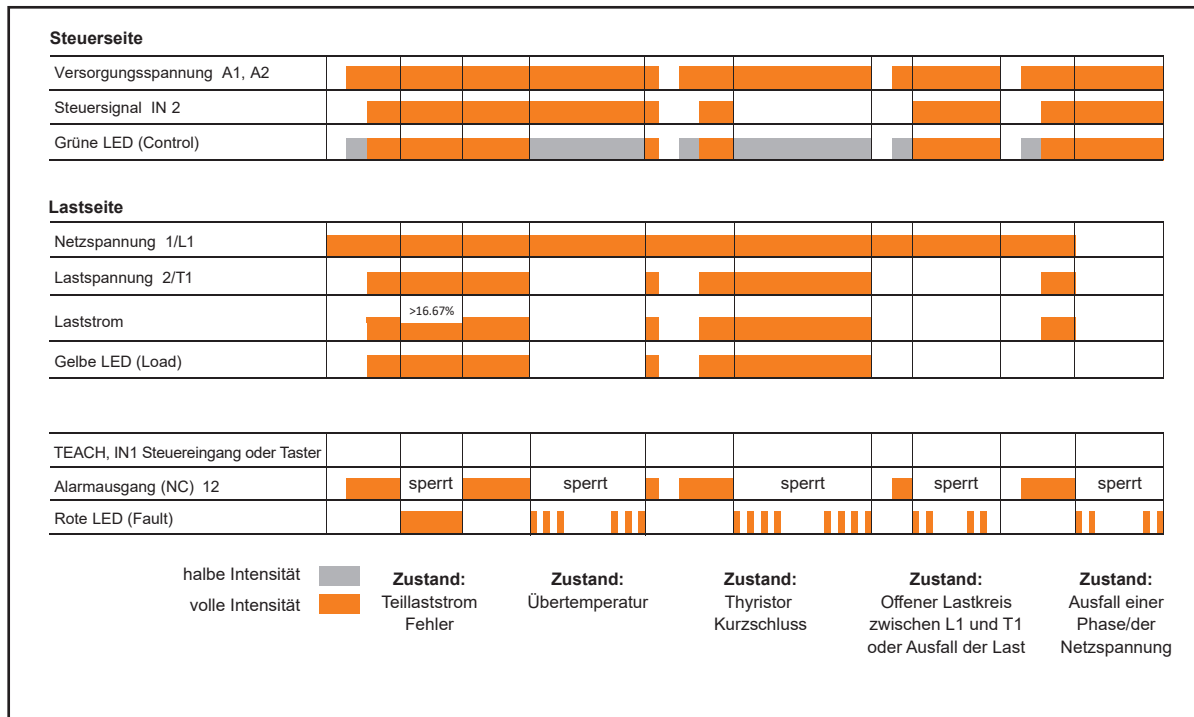 Steuerseite
Versorgungsspannung A1, A2
Steuersignal IN 2
Grüne LED (Control)
Lastseite
Netzspannung 1/L1
Lastspannung 2/T1
>16.67%
Laststrom
Gelbe LED (Load)
TEACH, IN1 Steuereingang oder Taster
Alarmausgang (NC) 12
sperrt
sperrt
sperrt
sperrt
sperrt
Rote LED (Fault)
halbe Intensität
volle Intensität
Zustand:
Teillaststrom
Fehler
Zustand:
Übertemperatur
Zustand:
Thyristor
Kurzschluss
Zustand:
Offener Lastkreis
zwischen L1 und T1
oder Ausfall der Last
Zustand:
Ausfall einer
Phase/der
Netzspannung